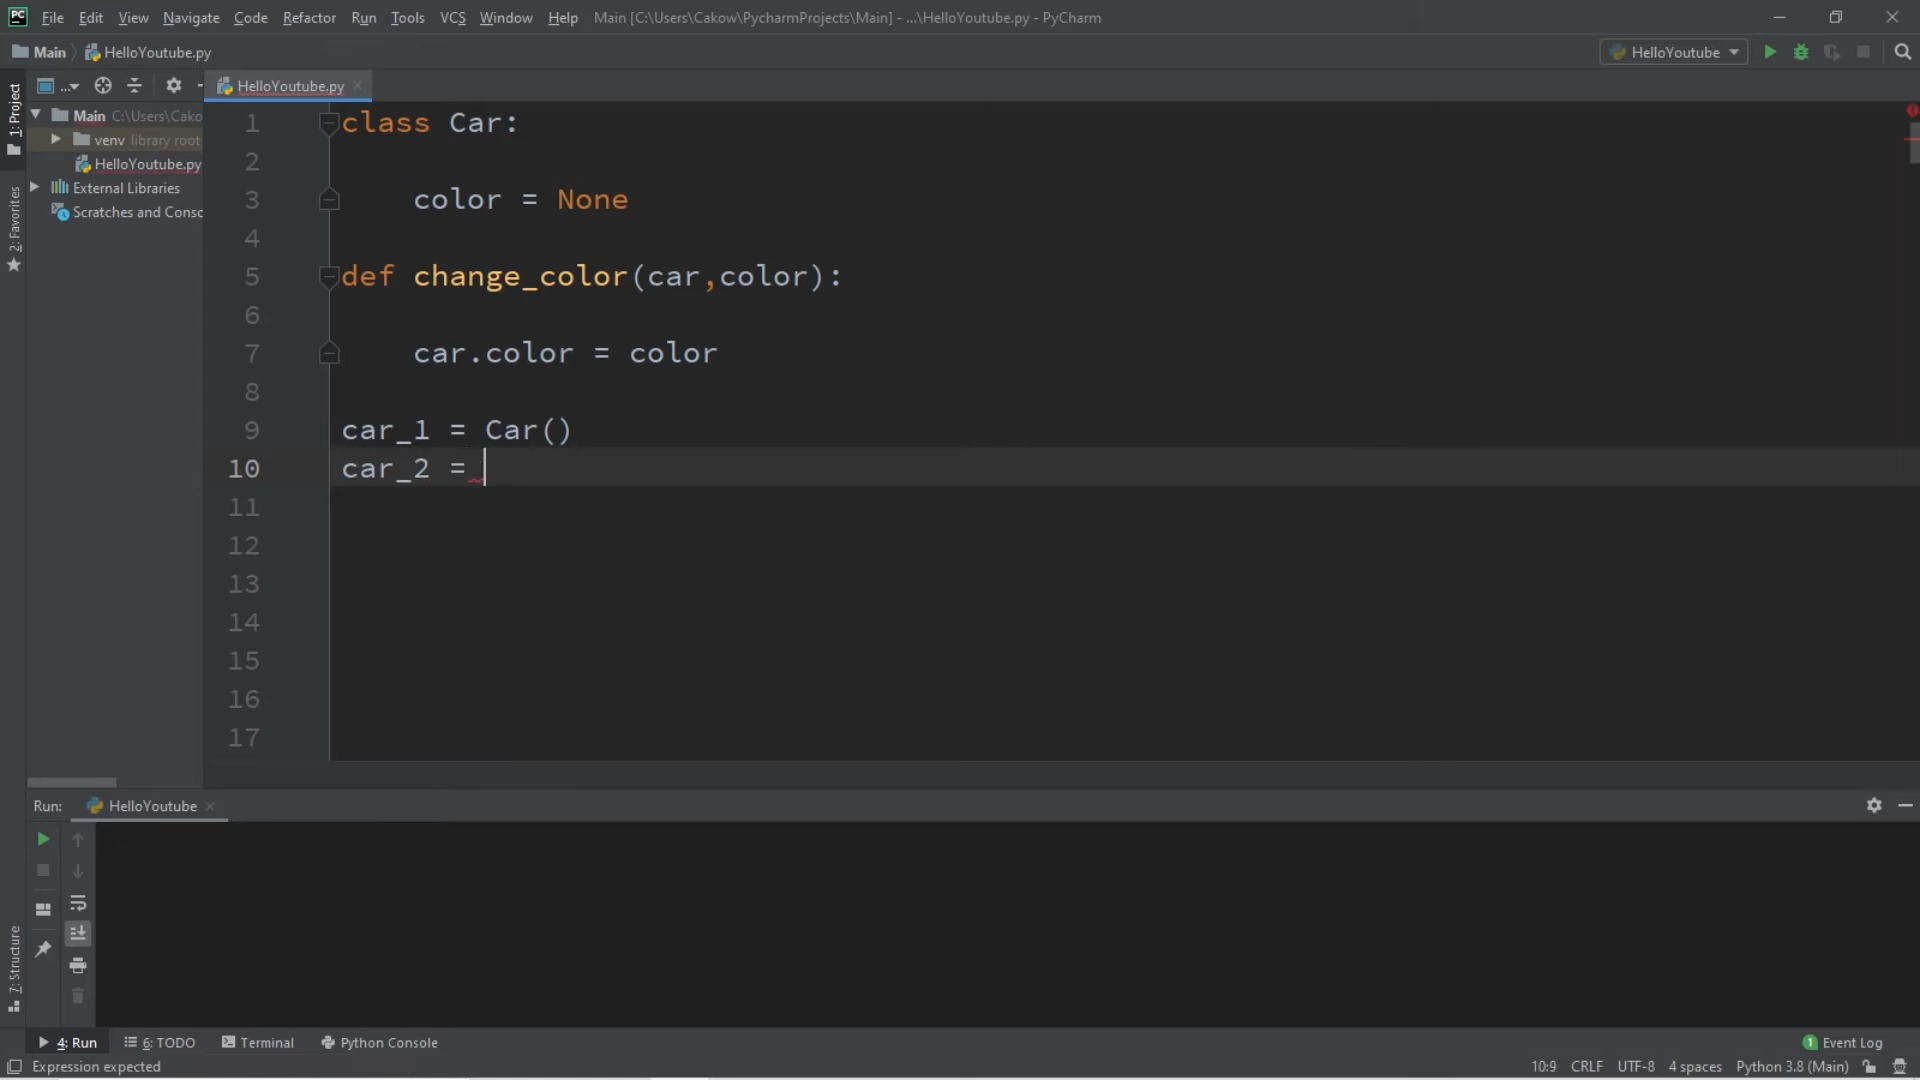 PC File Edit View Navigate Code Refactor Run Tools VCS Window Help Main [C:\Users\Cakow\PycharmProjects\Main] - ...\HelloYoutube.py - PyCharm
Main HelloYoutube.py HelloYoutube
1: Project
... HelloYoutube.py
Main C:\Users\Cako
venv library root
HelloYoutube.py
External Libraries
Scratches and Consc
2: Favorites
1 class Car:
2
3 color = None
4
5 def change_color(car,color):
6
7 car.color = color
8
9 car_1 = Car()
10 car_2 =
11
12
13
14
15
16
17
Run: HelloYoutube
7: Structure
4: Run 6: TODO Terminal Python Console 1 Event Log
Expression expected 10:9 CRLF UTF-8 4 spaces Python 3.8 (Main)